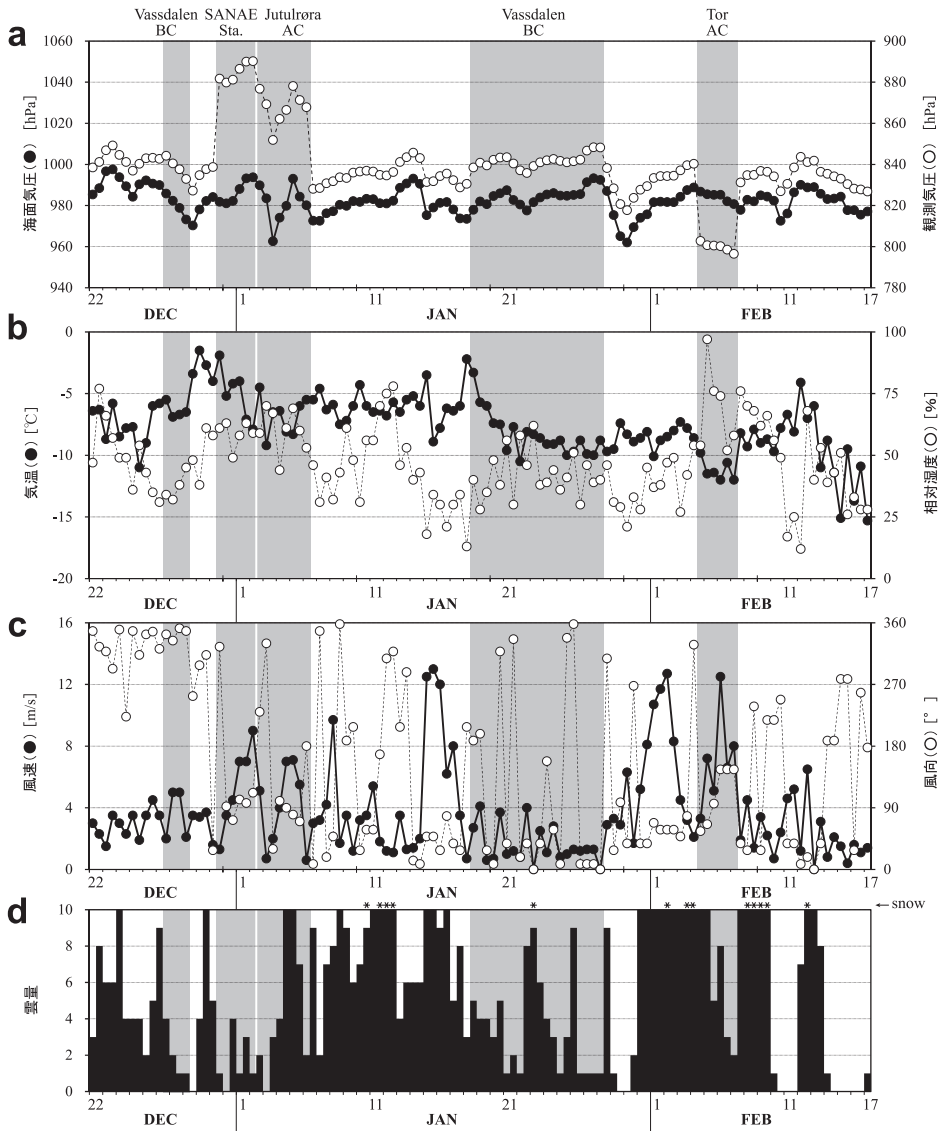 Vassdalen SANAE Jutulrøra Vassdalen Tor
BC Sta. AC BC AC
a
1060 900
1040 880
1020 860
1000 840
980 820
960 800
940 780
海面気圧(●) [hPa]
観測気圧(○) [hPa]
22 1 11 21 1 11 17
DEC JAN FEB
b
0 100
-5 75
-10 50
-15 25
-20 0
気温(●) [℃]
相対湿度(○) [%]
22 1 11 21 1 11 17
DEC JAN FEB
c
16 360
12 270
8 180
4 90
0 0
風速(●) [m/s]
風向(○) [°]
22 1 11 21 1 11 17
DEC JAN FEB
d
* *** * * ** **** * ←snow
10
8
6
4
2
0
雲量
22 1 11 21 1 11 17
DEC JAN FEB